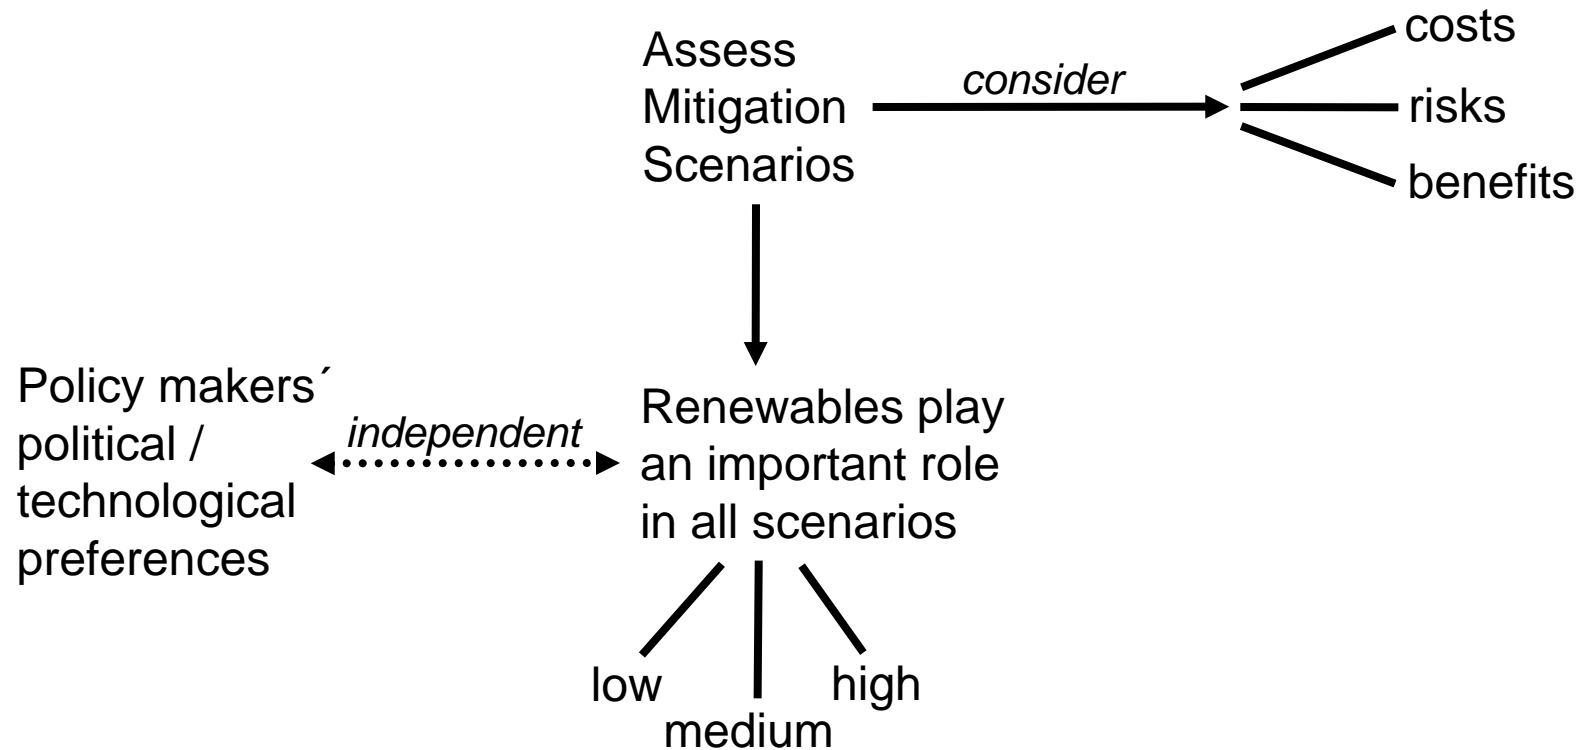 Assess
Mitigation
Scenarios
consider
costs
risks
benefits
Policy makers´
political /
technological
preferences
independent
Renewables play
an important role
in all scenarios
low
medium
high